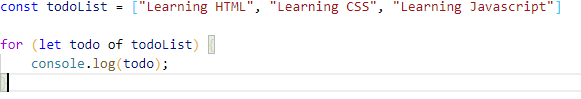 const todoList = ["Learning HTML", "Learning CSS", "Learning Javascript"]
for (let todo of todoList) {
console.log(todo);
}